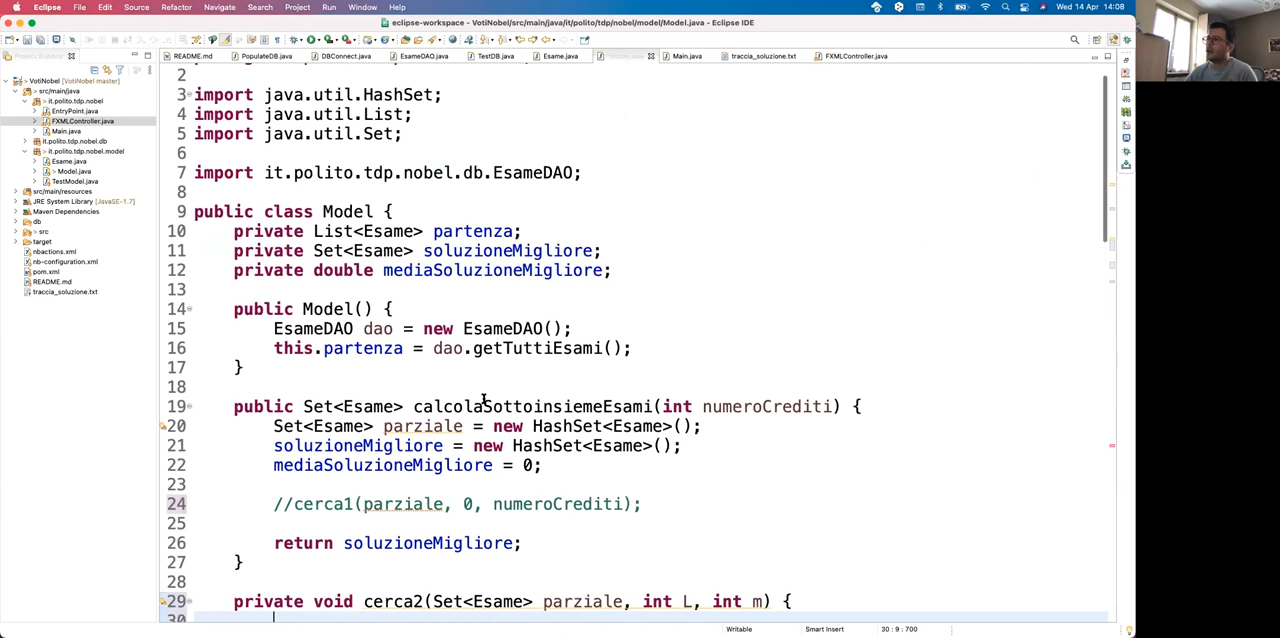 Eclipse File Edit Source Refactor Navigate Search Project Run Window Help Wed 14 Apr 14:08
eclipse-workspace - VotiNobel/src/main/java/it/polito/tdp/nobel/model/Model.java - Eclipse IDE
README.md PopulateDB.java DBConnect.java EsameDAO.java TestDB.java Esame.java Main.java traccia_soluzione.txt FXMLController.java
VotiNobel [VotiNobel master]
src/main/java
it.polito.tdp.nobel
EntryPoint.java
FXMLController.java
Main.java
it.polito.tdp.nobel.db
it.polito.tdp.nobel.model
Esame.java
Model.java
TestModel.java
src/main/resources
JRE System Library [JavaSE-1.7]
Maven Dependencies
db
src
target
nbactions.xml
nb-configuration.xml
pom.xml
README.md
traccia_soluzione.txt
2
3 import java.util.HashSet;
4 import java.util.List;
5 import java.util.Set;
6
7 import it.polito.tdp.nobel.db.EsameDAO;
8
9 public class Model {
10 private List<Esame> partenza;
11 private Set<Esame> soluzioneMigliore;
12 private double mediaSoluzioneMigliore;
13
14 public Model() {
15 EsameDAO dao = new EsameDAO();
16 this.partenza = dao.getTuttiEsami();
17 }
18
19 public Set<Esame> calcolaSottoinsiemeEsami(int numeroCrediti) {
20 Set<Esame> parziale = new HashSet<Esame>();
21 soluzioneMigliore = new HashSet<Esame>();
22 mediaSoluzioneMigliore = 0;
23
24 //cerca1(parziale, 0, numeroCrediti);
25
26 return soluzioneMigliore;
27 }
28
29 private void cerca2(Set<Esame> parziale, int L, int m) {
30
Writable Smart Insert 30 : 9 : 700